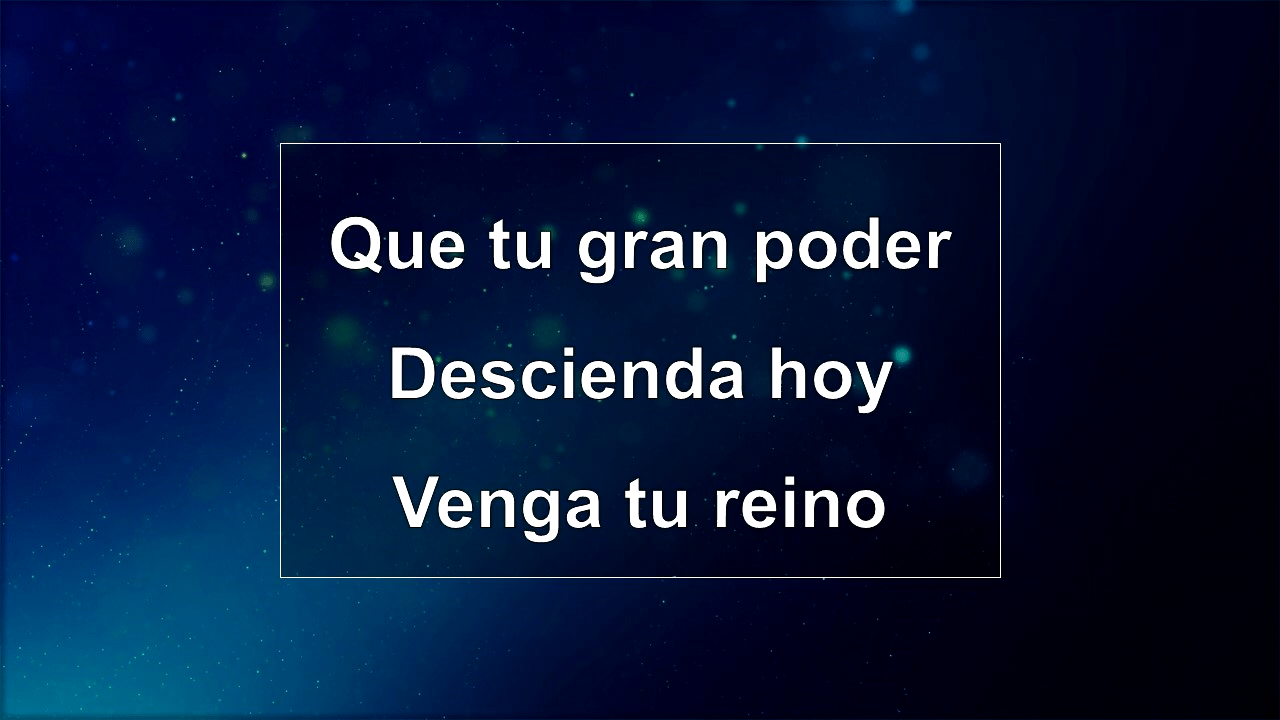 Que tu gran poder
Descienda hoy
Venga tu reino